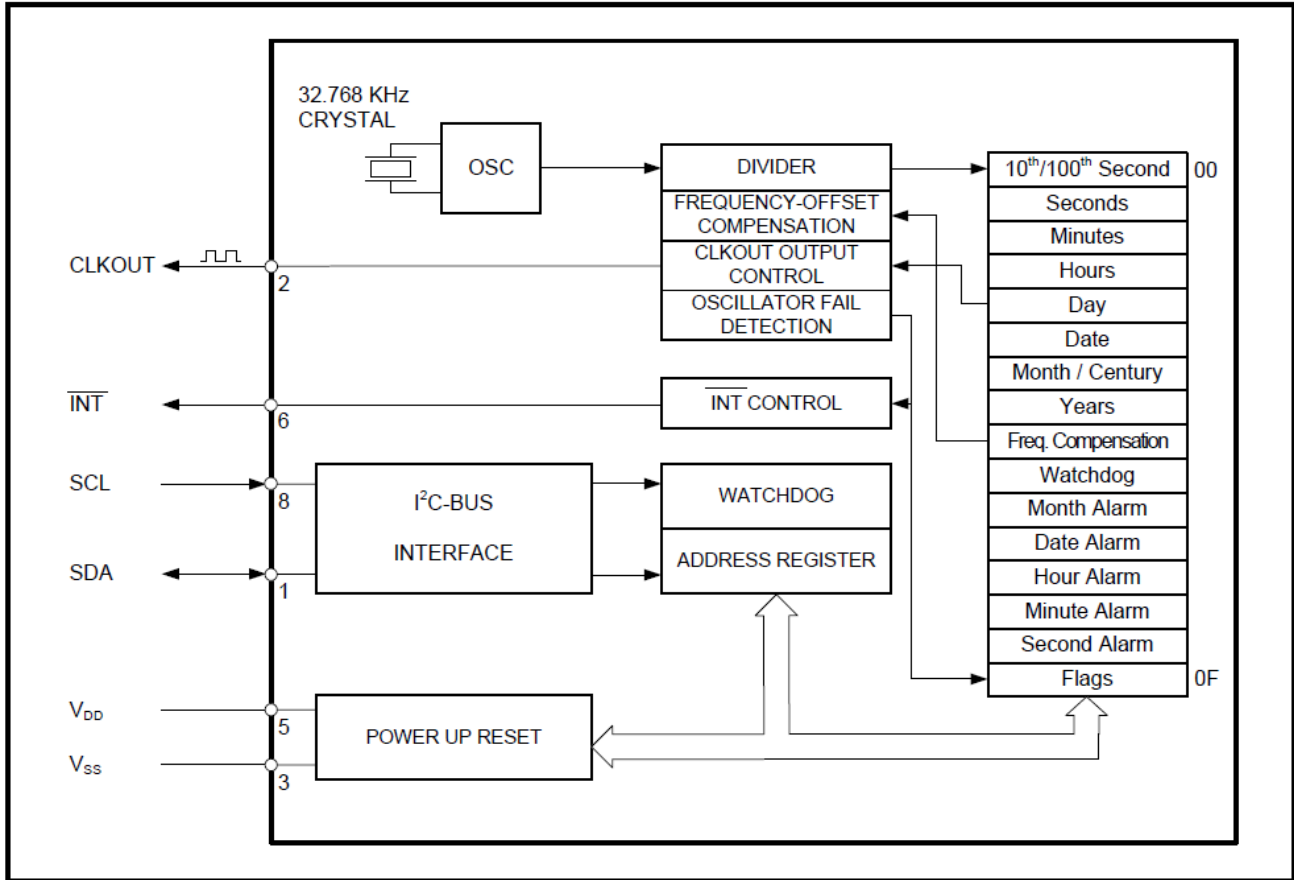 32.768 KHz
CRYSTAL
OSC
DIVIDER
FREQUENCY-OFFSET
COMPENSATION
CLKOUT OUTPUT
CONTROL
OSCILLATOR FAIL
DETECTION
CLKOUT
2
INT
6
INT CONTROL
SCL
8
SDA
1
I²C-BUS
INTERFACE
WATCHDOG
ADDRESS REGISTER
VDD
5
VSS
3
POWER UP RESET
10th/100th Second 00
Seconds
Minutes
Hours
Day
Date
Month / Century
Years
Freq. Compensation
Watchdog
Month Alarm
Date Alarm
Hour Alarm
Minute Alarm
Second Alarm
Flags 0F